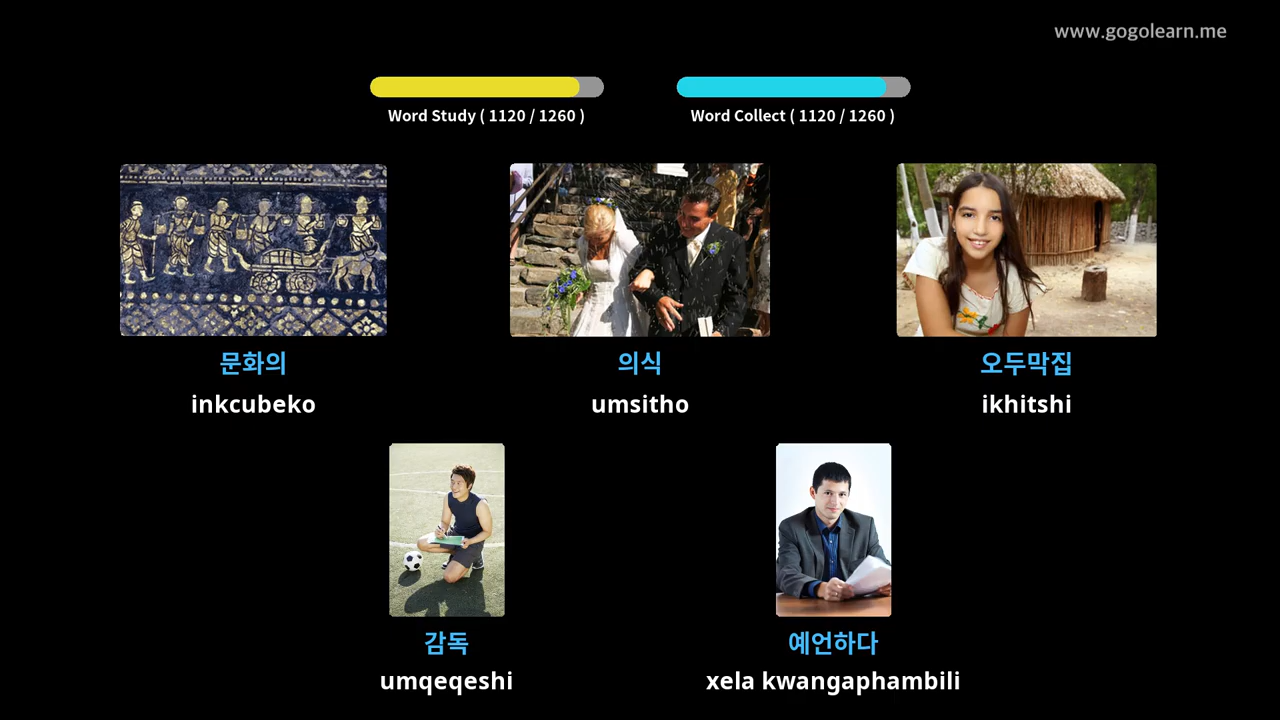 www.gogolearn.me
Word Study ( 1120 / 1260 )
Word Collect ( 1120 / 1260 )
문화의
의식
오두막집
inkcubeko
umsitho
ikhitshi
감독
예언하다
umqeqeshi
xela kwangaphambili